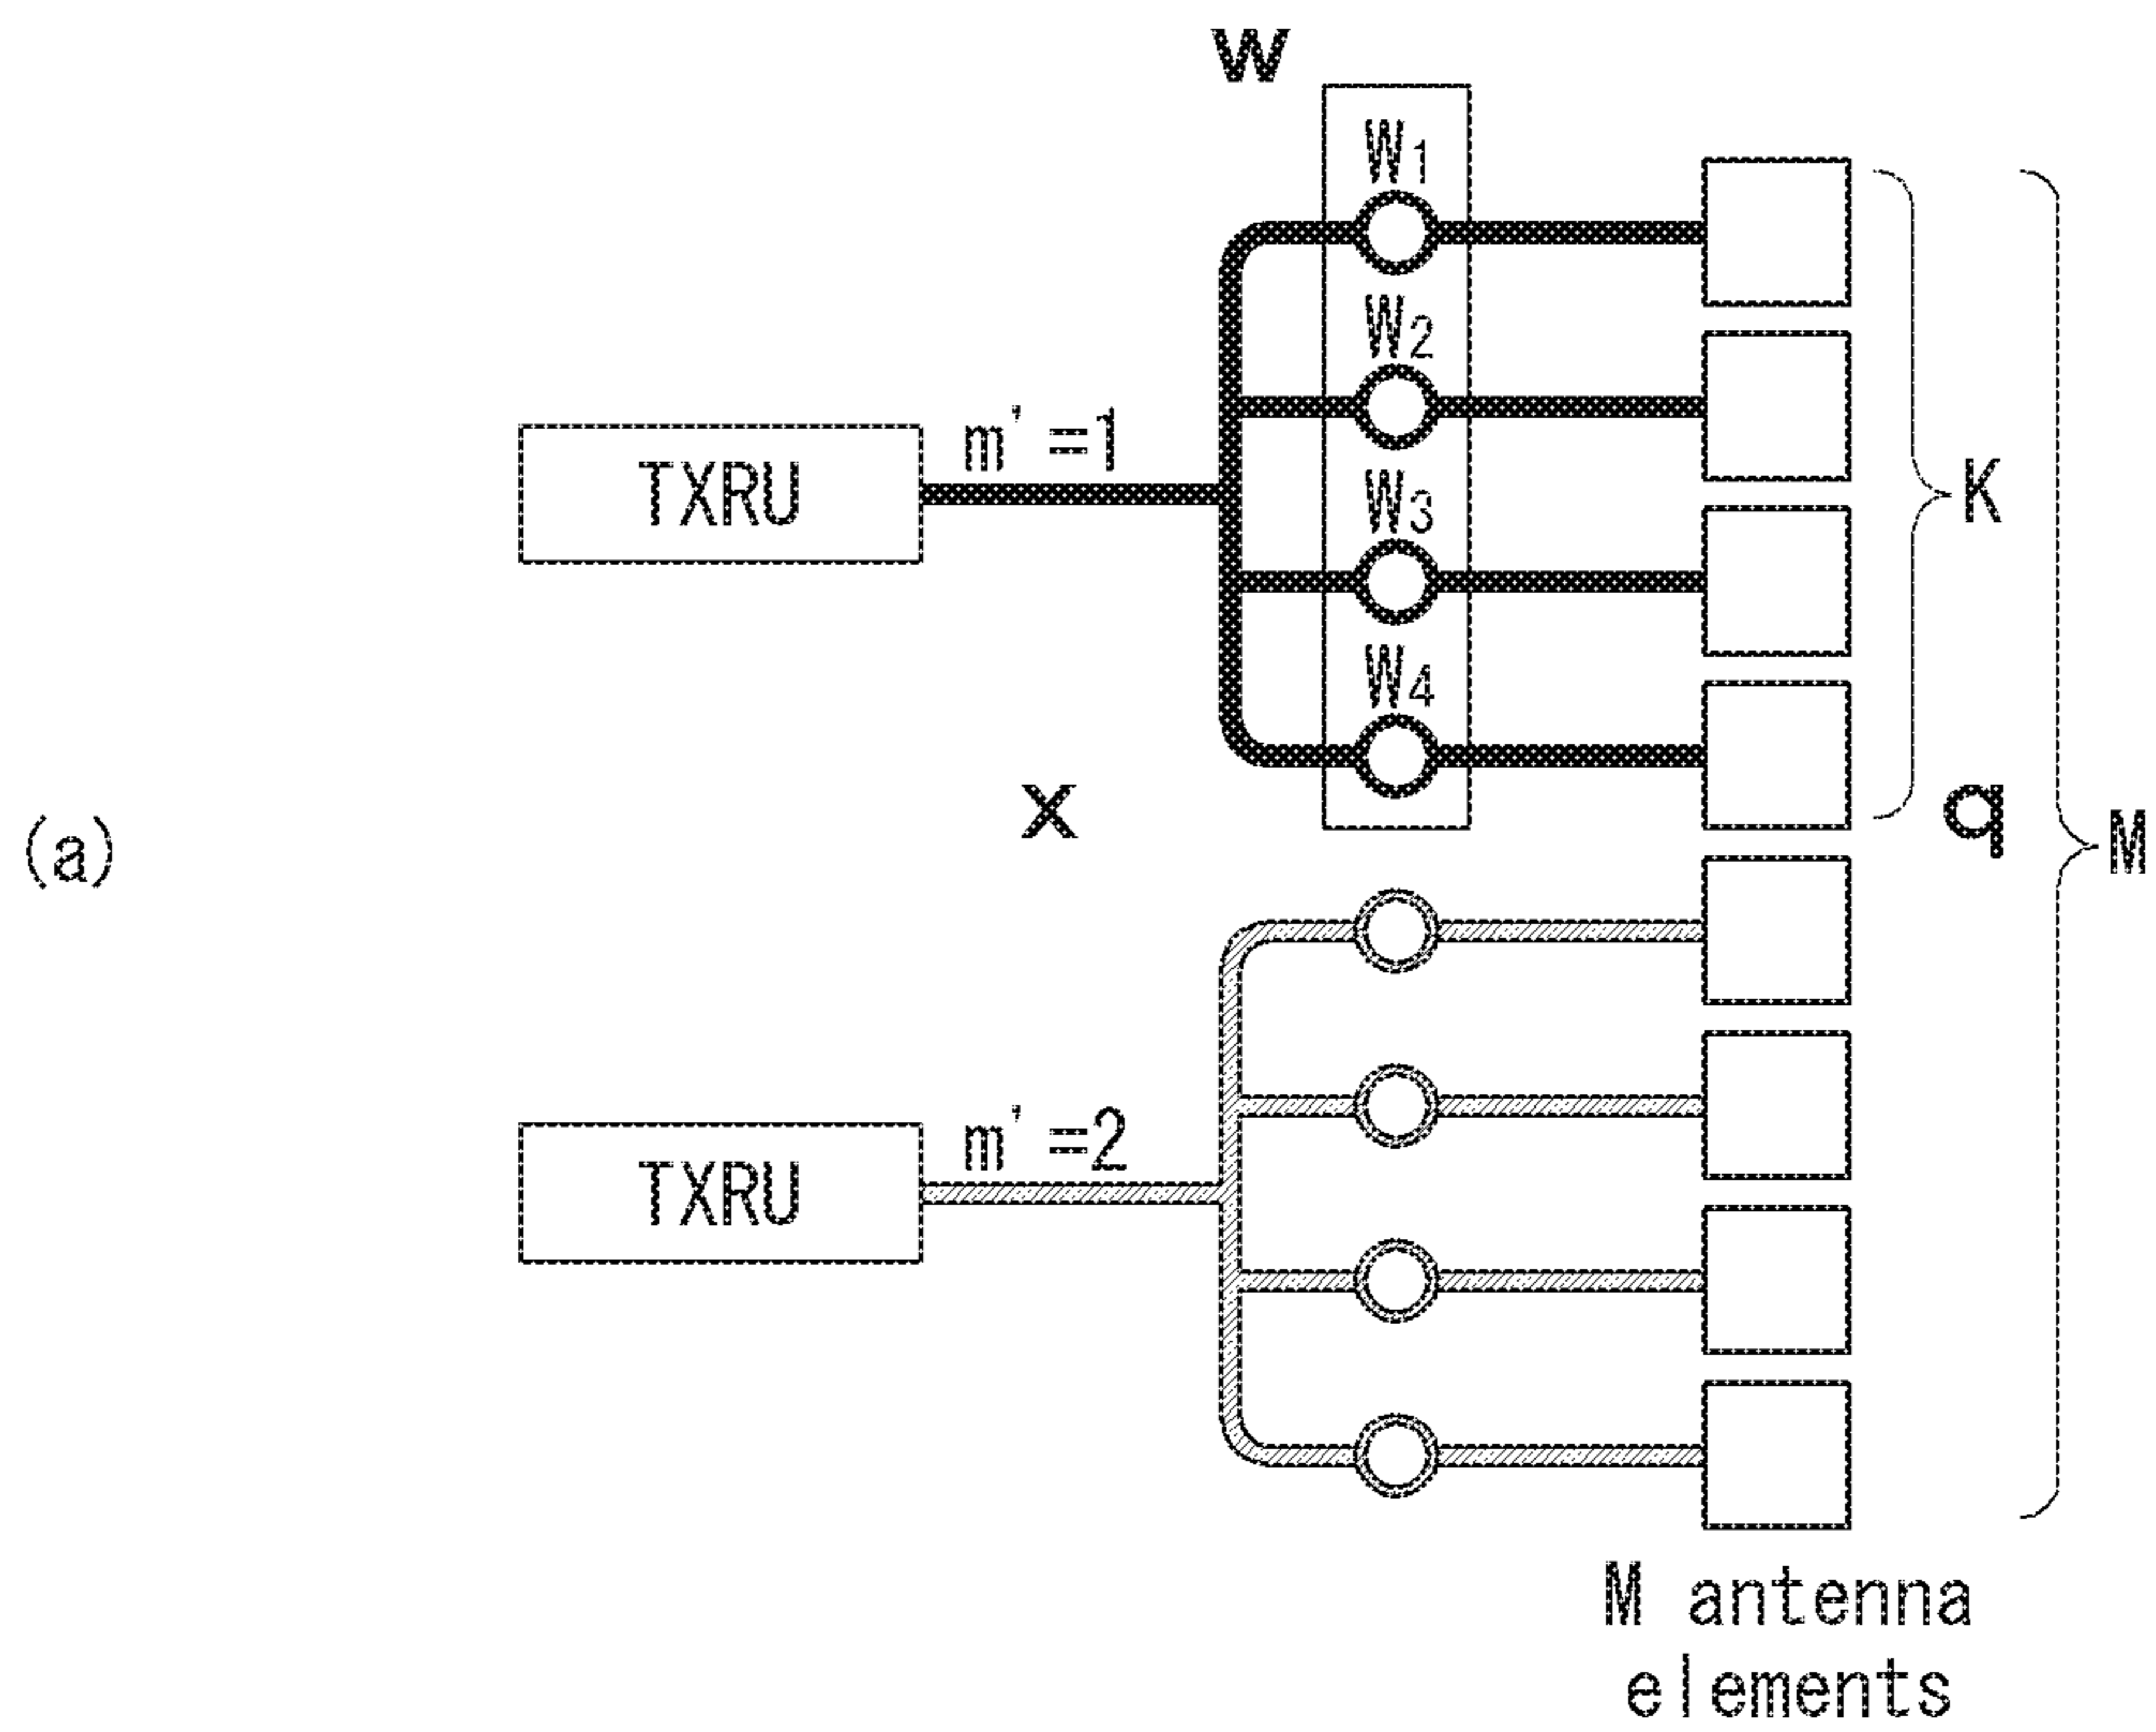 w
W1
W2
m'=1
TXRU
K
W3
W4
x
q
(a)
M
m'=2
TXRU
M antenna
elements